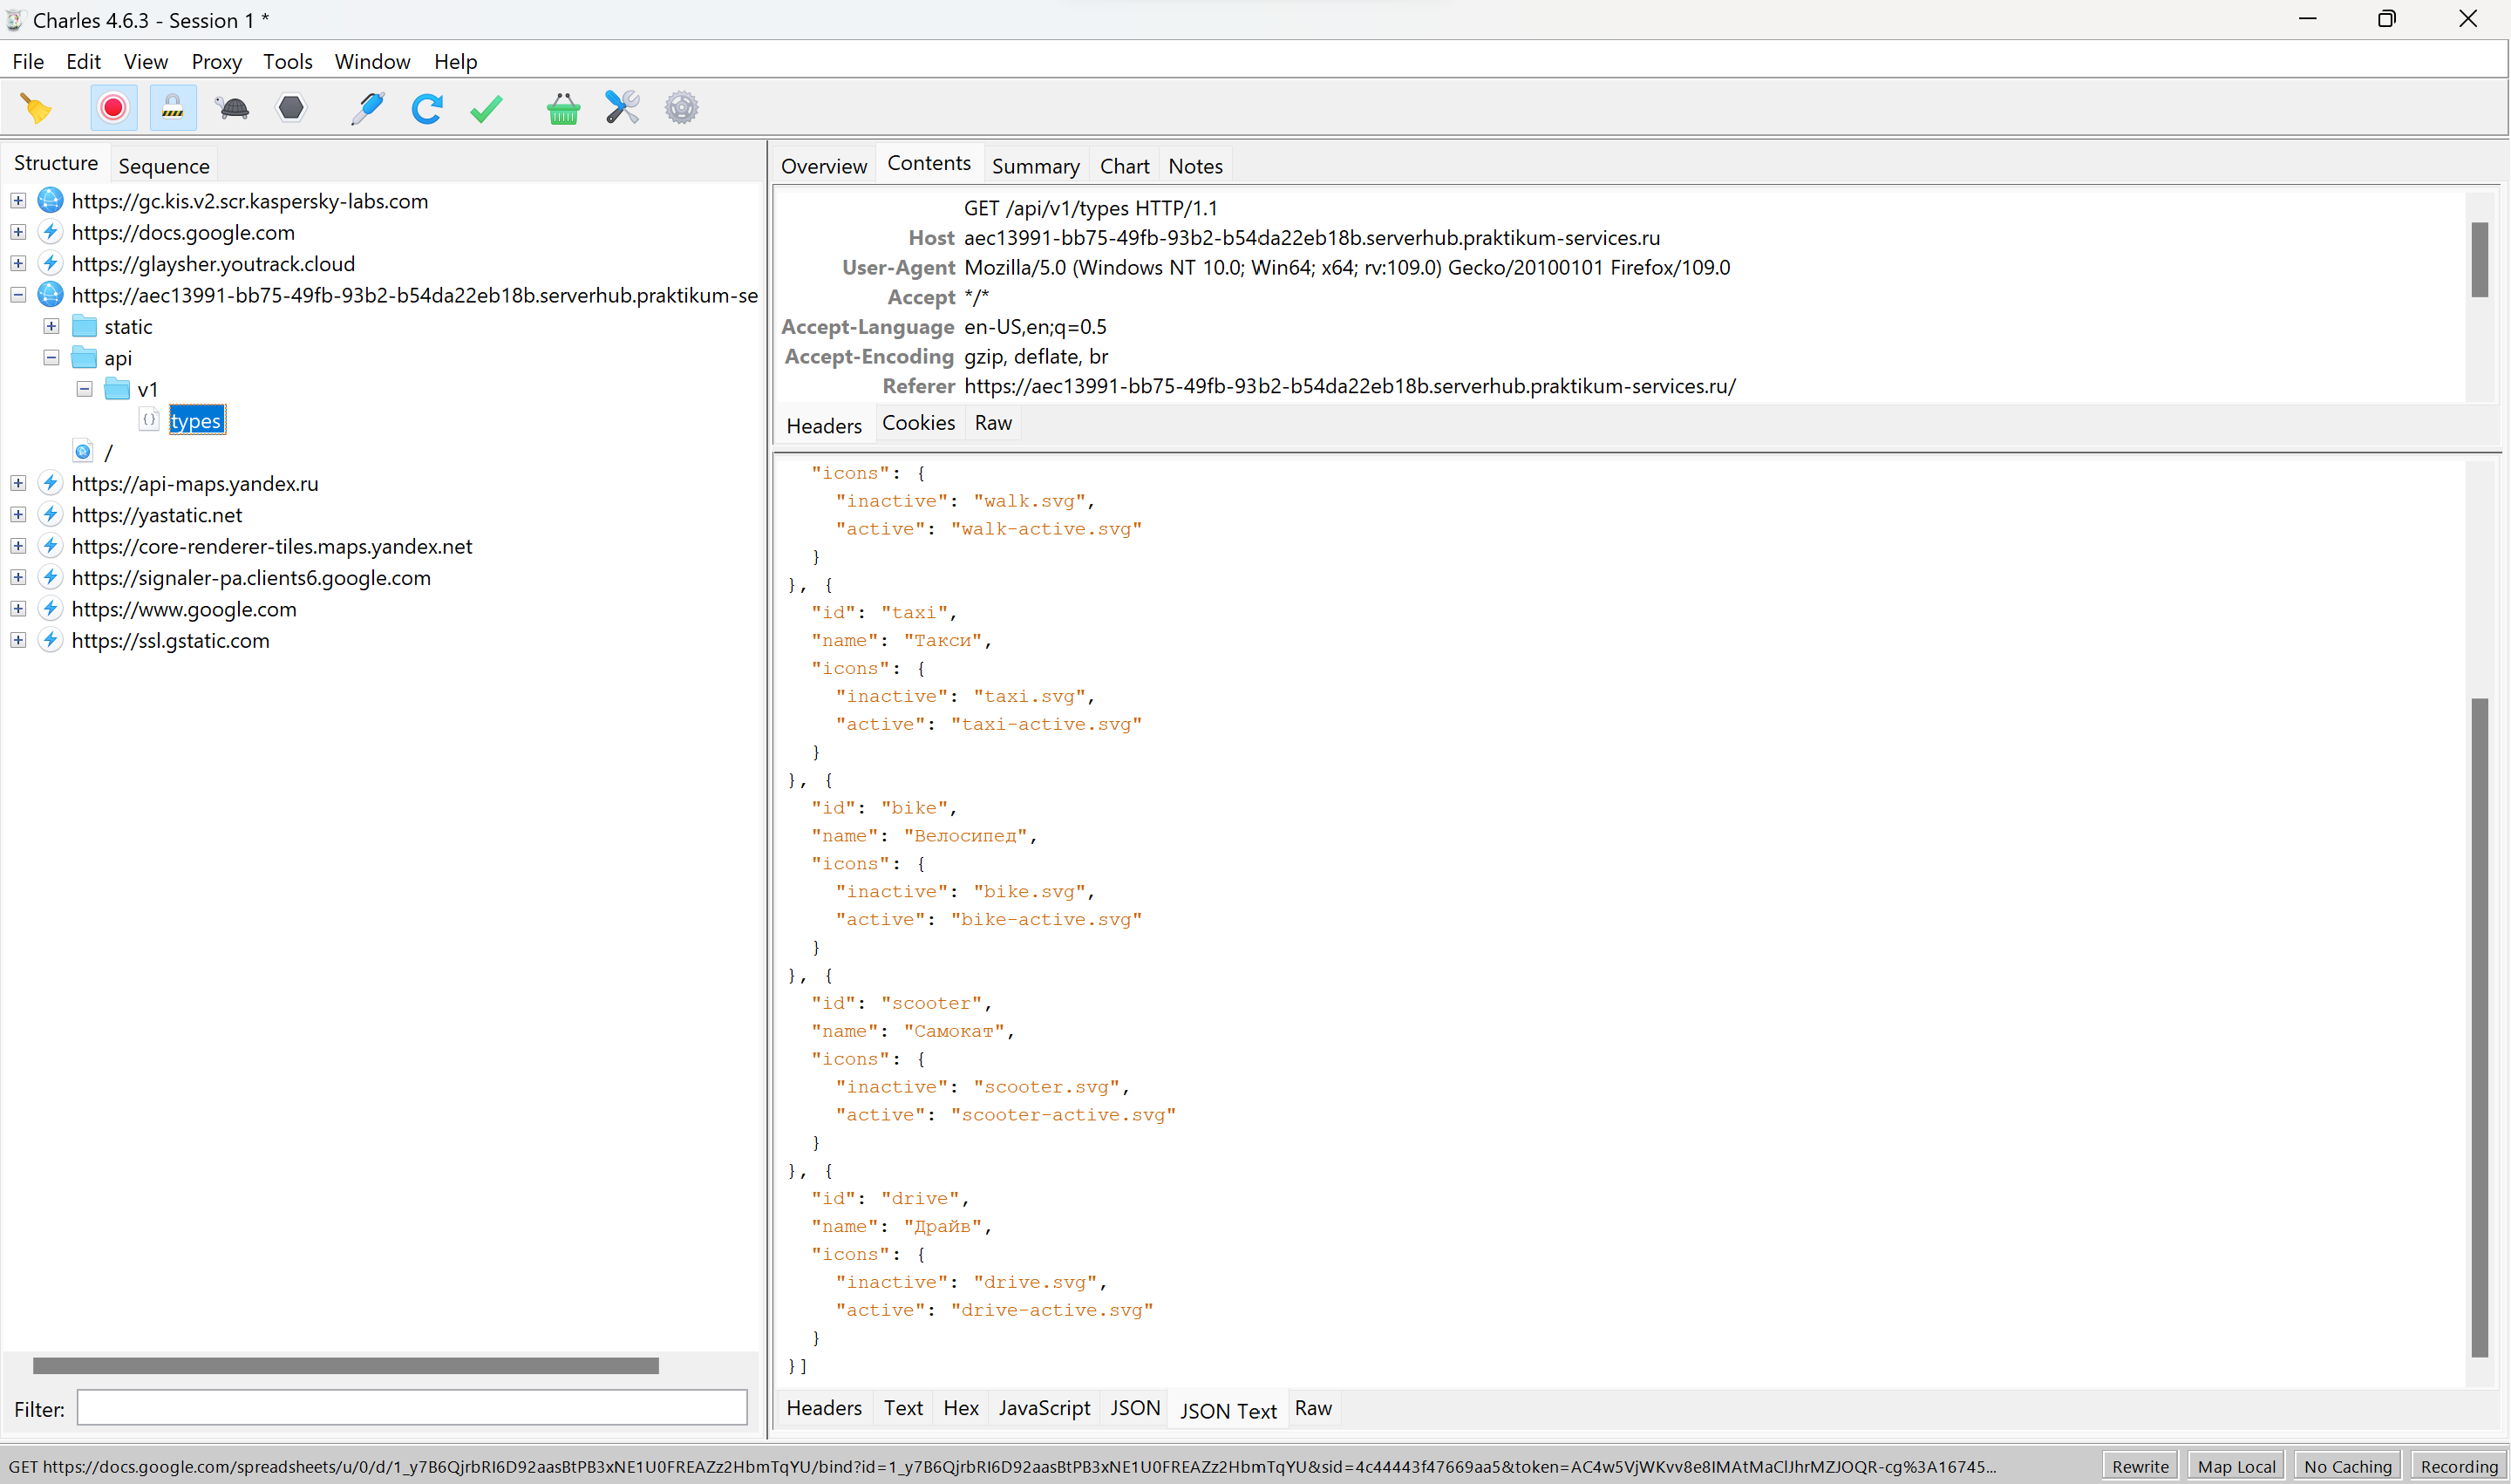 Charles 4.6.3 - Session 1 *
File Edit View Proxy Tools Window Help
Structure Sequence
https://gc.kis.v2.scr.kaspersky-labs.com
https://docs.google.com
https://glaysher.youtrack.cloud
https://aec13991-bb75-49fb-93b2-b54da22eb18b.serverhub.praktikum-se
static
api
v1
types
/
https://api-maps.yandex.ru
https://yastatic.net
https://core-renderer-tiles.maps.yandex.net
https://signaler-pa.clients6.google.com
https://www.google.com
https://ssl.gstatic.com
Filter:
Overview Contents Summary Chart Notes
GET /api/v1/types HTTP/1.1
Host aec13991-bb75-49fb-93b2-b54da22eb18b.serverhub.praktikum-services.ru
User-Agent Mozilla/5.0 (Windows NT 10.0; Win64; x64; rv:109.0) Gecko/20100101 Firefox/109.0
Accept */*
Accept-Language en-US,en;q=0.5
Accept-Encoding gzip, deflate, br
Referer https://aec13991-bb75-49fb-93b2-b54da22eb18b.serverhub.praktikum-services.ru/
Headers Cookies Raw
"icons": {
"inactive": "walk.svg",
"active": "walk-active.svg"
}
}, {
"id": "taxi",
"name": "Такси",
"icons": {
"inactive": "taxi.svg",
"active": "taxi-active.svg"
}
}, {
"id": "bike",
"name": "Велосипед",
"icons": {
"inactive": "bike.svg",
"active": "bike-active.svg"
}
}, {
"id": "scooter",
"name": "Самокат",
"icons": {
"inactive": "scooter.svg",
"active": "scooter-active.svg"
}
}, {
"id": "drive",
"name": "Драйв",
"icons": {
"inactive": "drive.svg",
"active": "drive-active.svg"
}
}]
Headers Text Hex JavaScript JSON JSON Text Raw
GET https://docs.google.com/spreadsheets/u/0/d/1_y7B6QjrbRI6D92aasBtPB3xNE1U0FREAZz2HbmTqYU/bind?id=1_y7B6QjrbRI6D92aasBtPB3xNE1U0FREAZz2HbmTqYU&sid=4c44443f47669aa5&token=AC4w5VjWKvv8e8IMAtMaClJhrMZJOQR-cg%3A16745...
Rewrite Map Local No Caching Recording